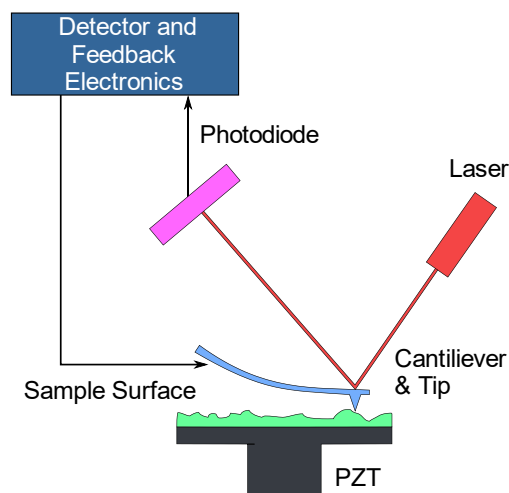 Detector and
Feedback
Electronics
Photodiode
Laser
Cantiliever
& Tip
Sample Surface
PZT